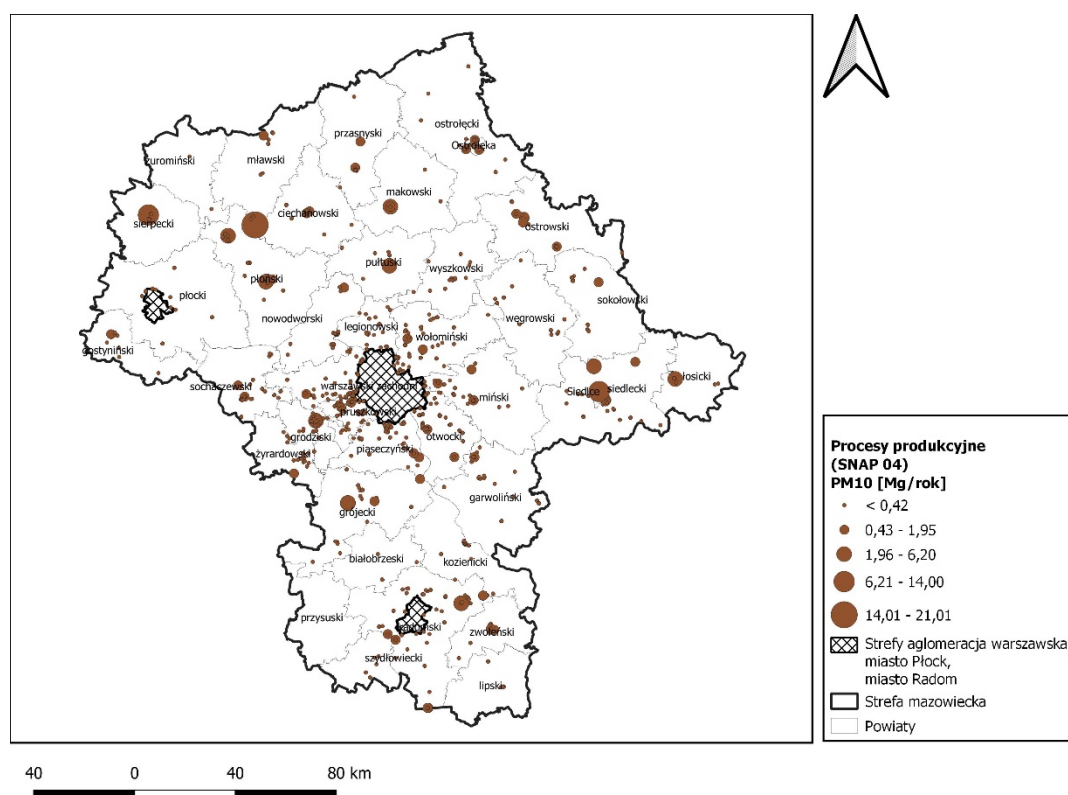 ostrołęcki
przasnyski
Ostrołęka
żuromiński
mławski
makowski
ciechanowski
sierpecki
ostrowski
pułtuski
wyszkowski
płoński
płocki
sokołowski
nowodworski
węgrowski
legionowski
wołomiński
gostyniński
sochaczewski
warszawski zachodni
Siedlce
siedlecki
łosicki
miński
pruszkowski
grodziski
otwocki
piaseczyński
żyrardowski
garwoliński
grójecki
białobrzeski
kozienicki
przysuski
radomski
zwoleński
szydłowiecki
lipski
Procesy produkcyjne
(SNAP 04)
PM10 [Mg/rok]
< 0,42
0,43 - 1,95
1,96 - 6,20
6,21 - 14,00
14,01 - 21,01
Strefy aglomeracja warszawska
miasto Płock,
miasto Radom
Strefa mazowiecka
Powiaty
40 0 40 80 km